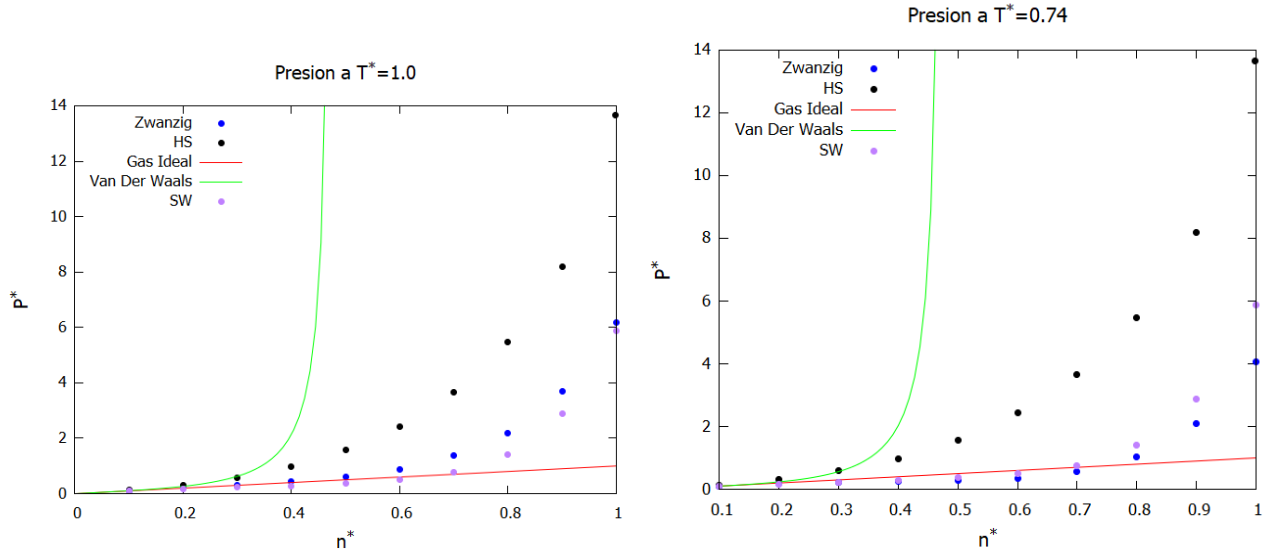 Presion a T*=1.0
P*
14
12
10
8
6
4
2
0
Zwanzig
HS
Gas Ideal
Van Der Waals
SW
0
0.2
0.4
0.6
0.8
1
n*
Presion a T*=0.74
P*
14
12
10
8
6
4
2
0
Zwanzig
HS
Gas Ideal
Van Der Waals
SW
0.1
0.2
0.3
0.4
0.5
0.6
0.7
0.8
0.9
1
n*